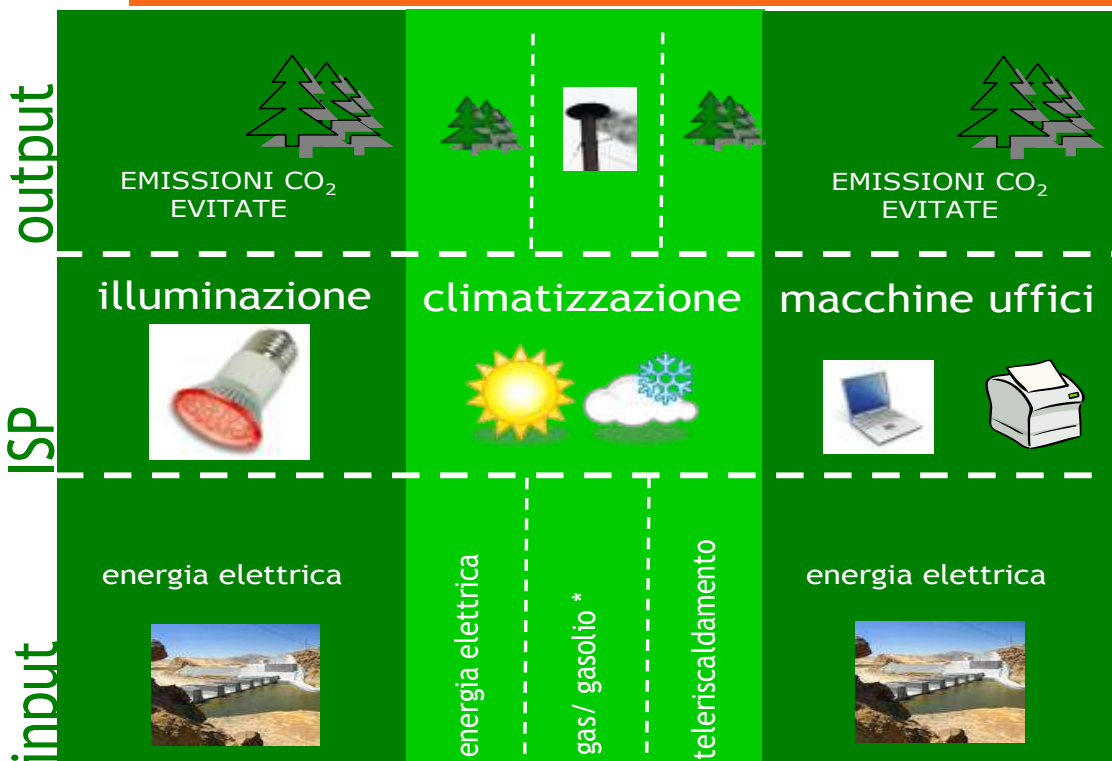 output
EMISSIONI CO₂
EVITATE
EMISSIONI CO₂
EVITATE
ISP
illuminazione
climatizzazione
macchine uffici
input
energia elettrica
energia elettrica
gas/ gasolio *
teleriscaldamento
energia elettrica